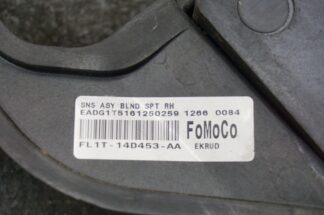 SNS ASY BLND SPT RH
EADG1T5161250259 1266 0084
FoMoCo
FL1T-14D453-AA EKRUD